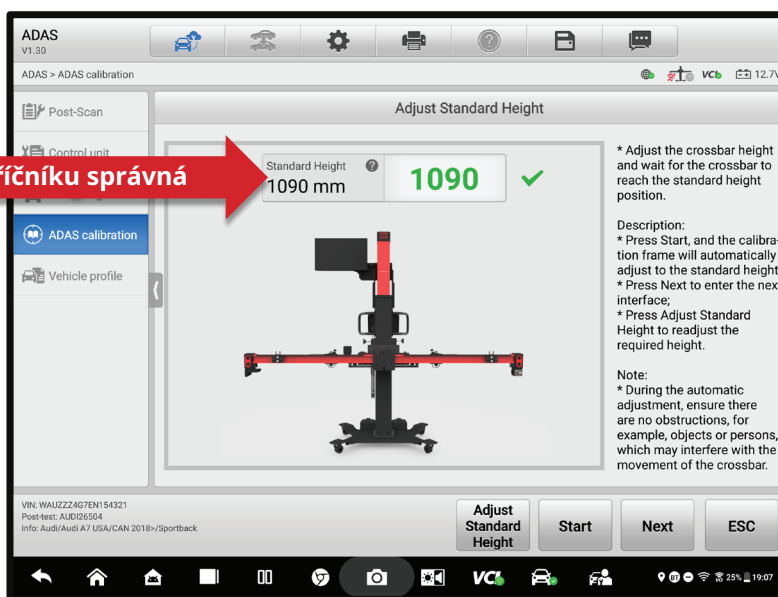 ADAS
V1.30
ADAS > ADAS calibration
VCI
12.7V
Post-Scan
Adjust Standard Height
Control unit
říčníku správná
Standard Height
1090 mm
1090
ADAS calibration
Vehicle profile
* Adjust the crossbar height
and wait for the crossbar to
reach the standard height
position.
Description:
* Press Start, and the calibra-
tion frame will automatically
adjust to the standard height
* Press Next to enter the nex
interface;
* Press Adjust Standard
Height to readjust the
required height.
Note:
* During the automatic
adjustment, ensure there
are no obstructions, for
example, objects or persons,
which may interfere with the
movement of the crossbar.
VIN: WAUZZZ4G7EN154321
Post-test: AUDI26504
Info: Audi/Audi A7 USA/CAN 2018>/Sportback
Adjust
Standard
Height
Start
Next
ESC
VCI
BT
25%
19:07